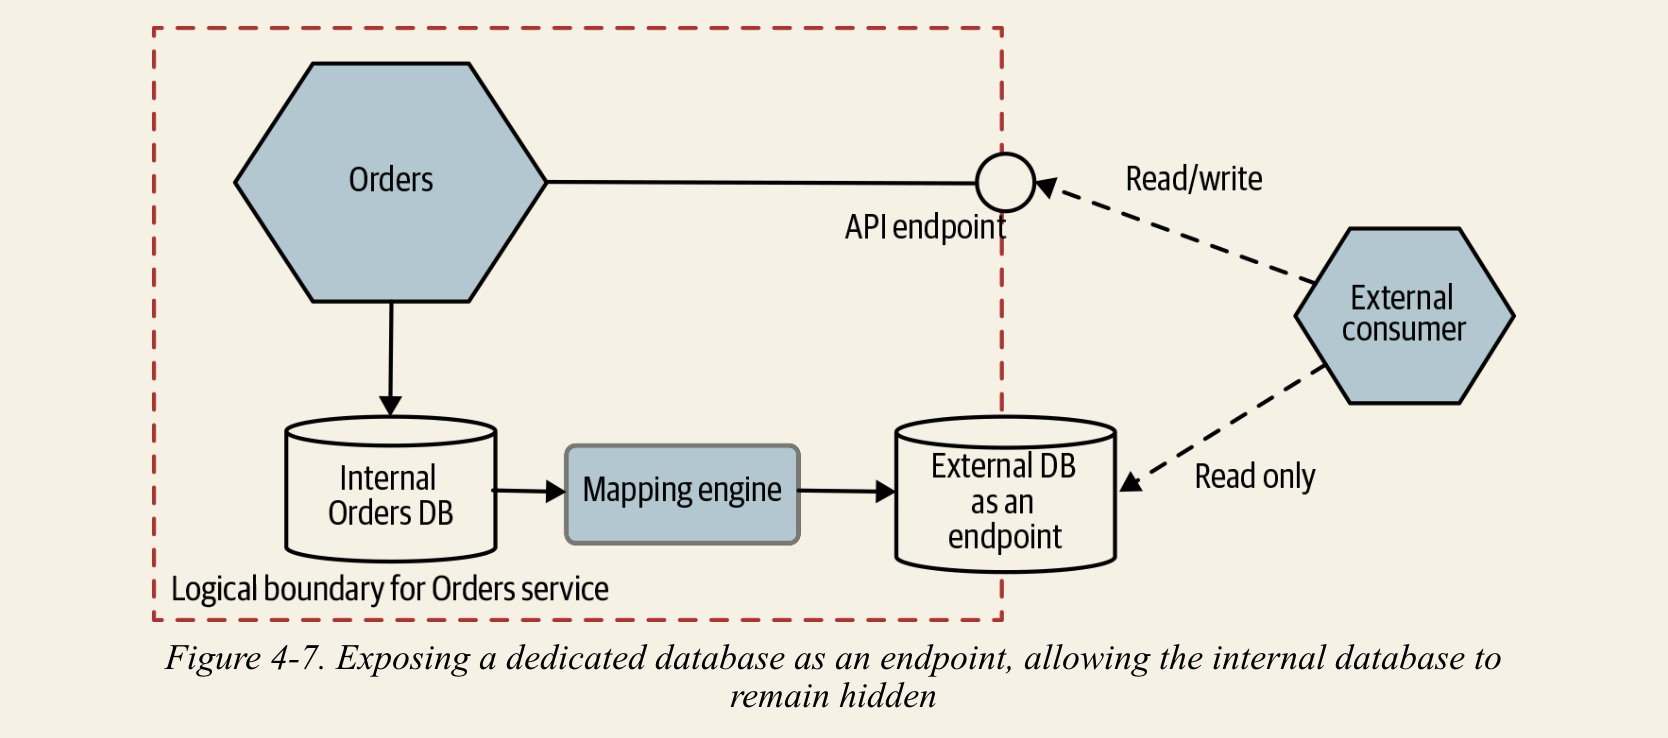 Orders
API endpoint
Read/write
External
consumer
Read only
Internal
Orders DB
Mapping engine
External DB
as an
endpoint
Logical boundary for Orders service
Figure 4-7. Exposing a dedicated database as an endpoint, allowing the internal database to
remain hidden